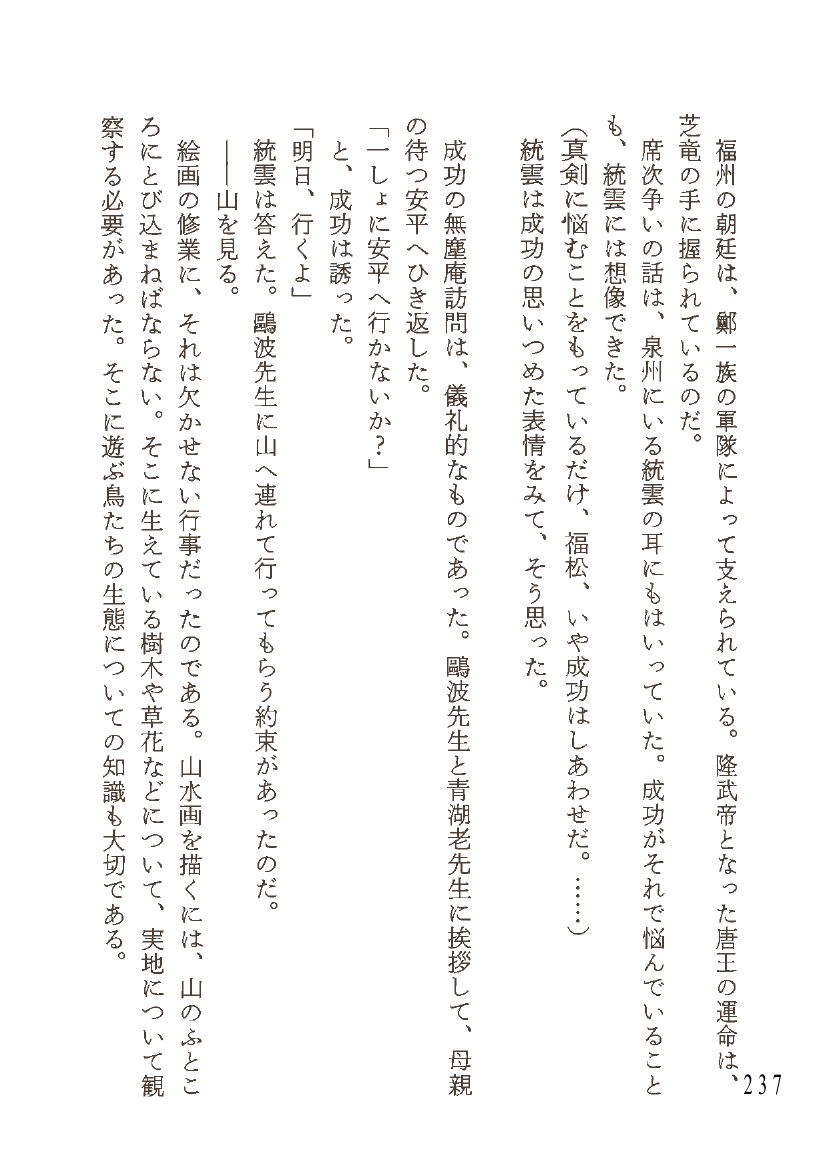 福州の朝廷は、鄭一族の軍隊によって支えられている。隆武帝となった唐王の運命は、
芝竜の手に握られているのだ。
席次争いの話は、泉州にいる統雲の耳にもはいっていた。成功がそれで悩んでいること
も、統雲には想像できた。
（真剣に悩むことをもっているだけ、福松、いや成功はしあわせだ。……）
統雲は成功の思いつめた表情をみて、そう思った。
成功の無塵庵訪問は、儀礼的なものであった。鷗波先生と青湖老先生に挨拶して、母親
の待つ安平へひき返した。
「一しょに安平へ行かないか？」
と、成功は誘った。
「明日、行くよ」
統雲は答えた。鷗波先生に山へ連れて行ってもらう約束があったのだ。
――山を見る。
絵画の修業に、それは欠かせない行事だったのである。山水画を描くには、山のふとこ
ろにとび込まねばならない。そこに生えている樹木や草花などについて、実地について観
察する必要があった。そこに遊ぶ鳥たちの生態についての知識も大切である。
237